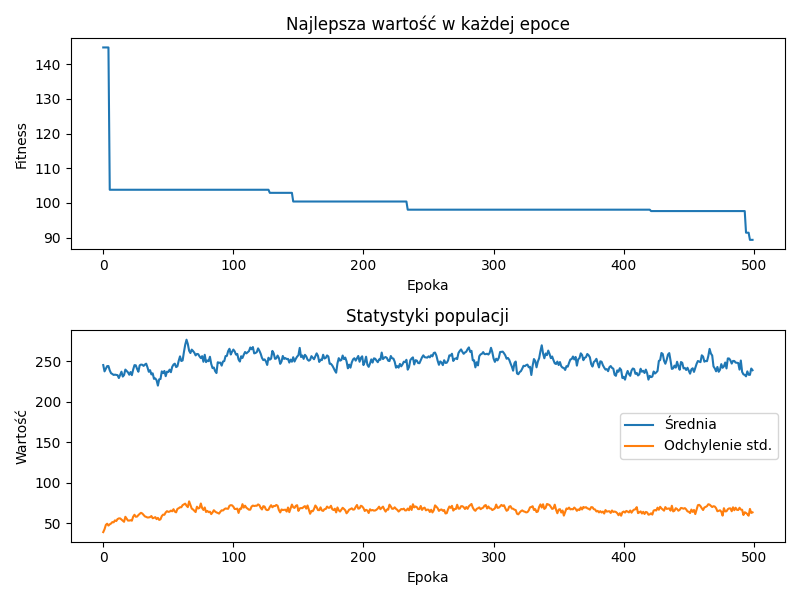 Najlepsza wartość w każdej epoce
140
130
120
110
100
90
Fitness
0 100 200 300 400 500
Epoka
Statystyki populacji
250
200
150
100
50
Wartość
Średnia
Odchylenie std.
0 100 200 300 400 500
Epoka